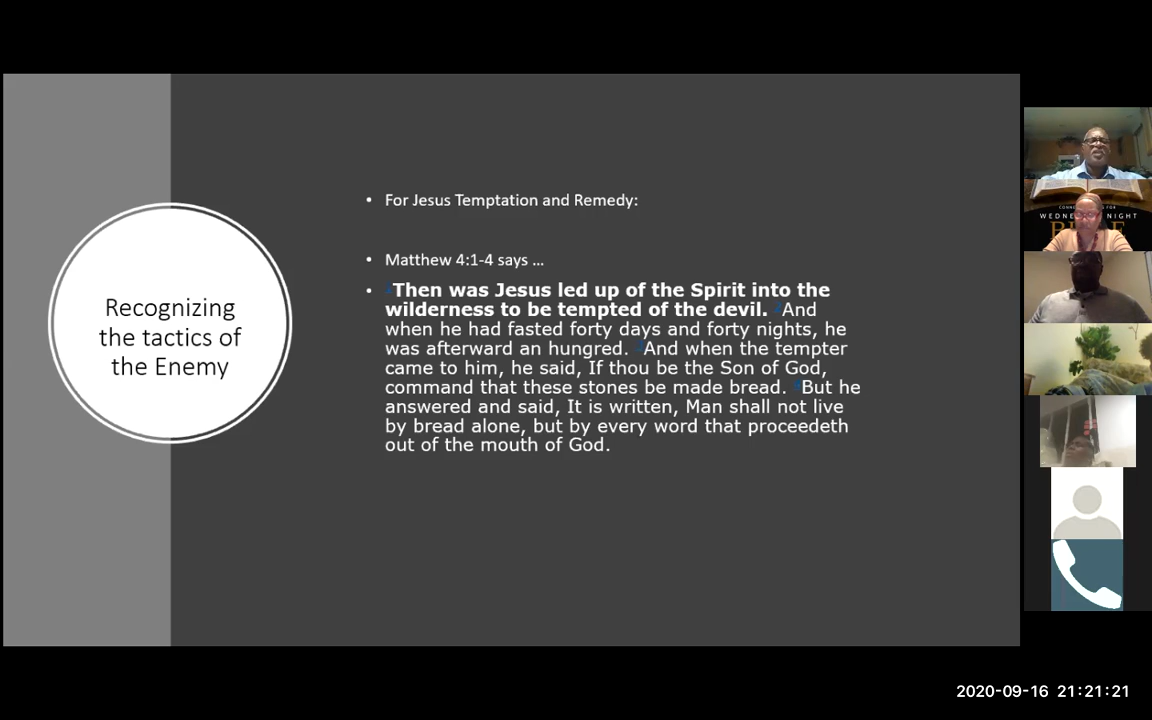 Recognizing
the tactics of
the Enemy
• For Jesus Temptation and Remedy:
• Matthew 4:1-4 says ...
• 1Then was Jesus led up of the Spirit into the
wilderness to be tempted of the devil. 2And
when he had fasted forty days and forty nights, he
was afterward an hungred. 3And when the tempter
came to him, he said, If thou be the Son of God,
command that these stones be made bread. 4But he
answered and said, It is written, Man shall not live
by bread alone, but by every word that proceedeth
out of the mouth of God.
WEDNE NIGHT
2020-09-16 21:21:21